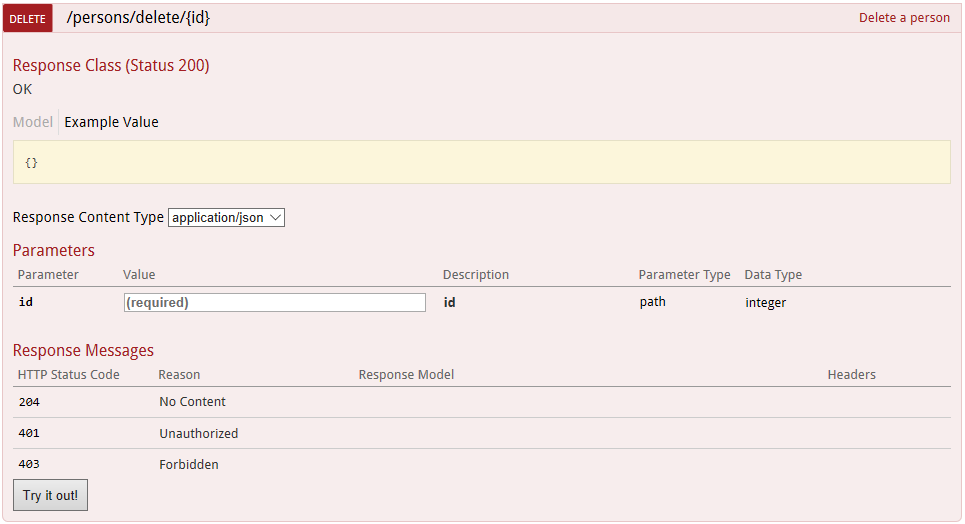 DELETE /persons/delete/{id} Delete a person
Response Class (Status 200)
OK
Model Example Value
{}
Response Content Type application/json
Parameters
Parameter Value Description Parameter Type Data Type
id (required) id path integer
Response Messages
HTTP Status Code Reason Response Model Headers
204 No Content
401 Unauthorized
403 Forbidden
Try it out!